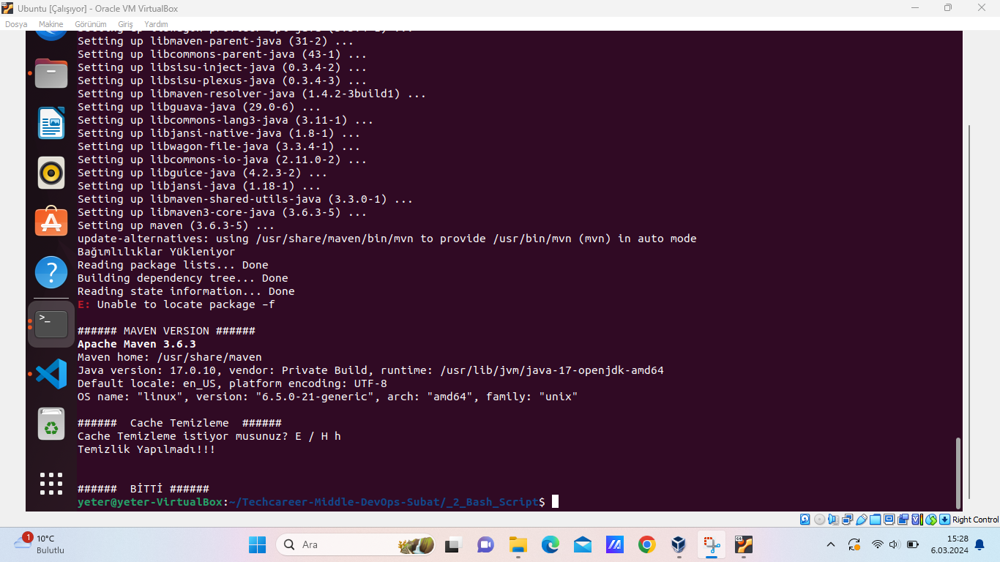 Ubuntu [Çalışıyor] - Oracle VM VirtualBox
Dosya Makine Görünüm Giriş Yardım
Setting up libmaven-parent-java (31-2) ...
Setting up libcommons-parent-java (43-1) ...
Setting up libsisu-inject-java (0.3.4-2) ...
Setting up libsisu-plexus-java (0.3.4-3) ...
Setting up libmaven-resolver-java (1.4.2-3build1) ...
Setting up libguava-java (29.0-6) ...
Setting up libcommons-lang3-java (3.11-1) ...
Setting up libjansi-native-java (1.8-1) ...
Setting up libwagon-file-java (3.3.4-1) ...
Setting up libcommons-io-java (2.11.0-2) ...
Setting up libguice-java (4.2.3-2) ...
Setting up libjansi-java (1.18-1) ...
Setting up libmaven-shared-utils-java (3.3.0-1) ...
Setting up libmaven3-core-java (3.6.3-5) ...
Setting up maven (3.6.3-5) ...
update-alternatives: using /usr/share/maven/bin/mvn to provide /usr/bin/mvn (mvn) in auto mode
Bağımlılıklar Yükleniyor
Reading package lists... Done
Building dependency tree... Done
Reading state information... Done
E: Unable to locate package –f
###### MAVEN VERSION ######
Apache Maven 3.6.3
Maven home: /usr/share/maven
Java version: 17.0.10, vendor: Private Build, runtime: /usr/lib/jvm/java-17-openjdk-amd64
Default locale: en_US, platform encoding: UTF-8
OS name: "linux", version: "6.5.0-21-generic", arch: "amd64", family: "unix"
###### Cache Temizleme ######
Cache Temizleme istiyor musunuz? E / H h
Temizlik Yapılmadı!!!
###### BİTTİ ######
yeter@yeter-VirtualBox:~/Techcareer-Middle-DevOps-Subat/_2_Bash_Script$
Right Control
1
10°C
Bulutlu
Ara
15:28
6.03.2024